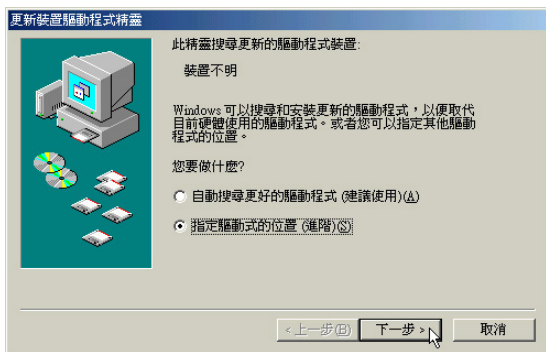 更新裝置驅動程式精靈
此精靈搜尋更新的驅動程式裝置:
裝置不明
Windows 可以搜尋和安裝更新的驅動程式，以便取代
目前硬體使用的驅動程式。或者您可以指定其他驅動
程式的位置。
您要做什麼?
自動搜尋更好的驅動程式 (建議使用)(A)
指定驅動式的位置 (進階)(S)
<上一步(B)
下一步>
取消